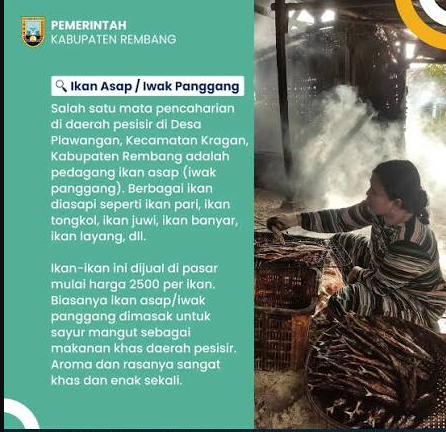 PEMERINTAH
KABUPATEN REMBANG
Ikan Asap / Iwak Panggang
Salah satu mata pencaharian
di daerah pesisir di Desa
Plawangan, Kecamatan Kragan,
Kabupaten Rembang adalah
pedagang ikan asap (iwak
panggang). Berbagai ikan
diasapi seperti ikan pari, ikan
tongkol, ikan juwi, ikan banyar,
ikan layang, dll.
Ikan-ikan ini dijual di pasar
mulai harga 2500 per ikan.
Biasanya ikan asap/iwak
panggang dimasak untuk
sayur mangut sebagai
makanan khas daerah pesisir.
Aroma dan rasanya sangat
khas dan enak sekali.